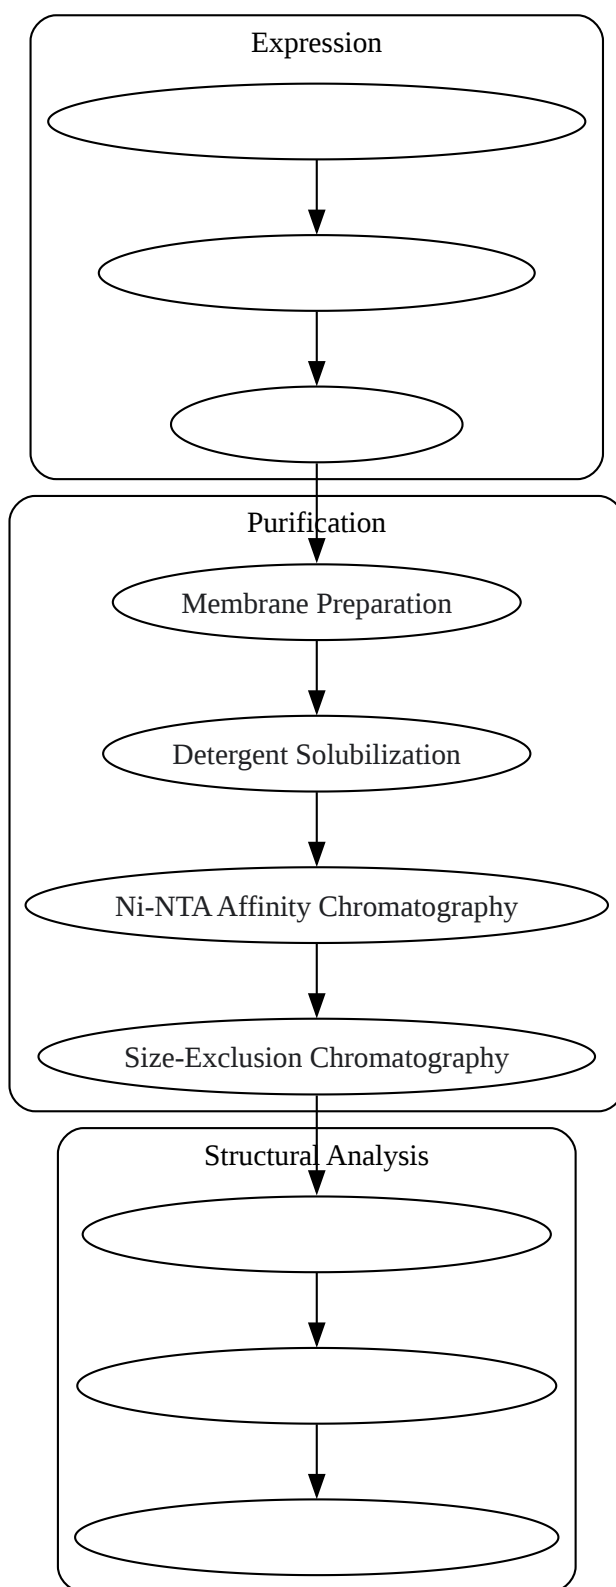 Expression
Purification
Membrane Preparation
Detergent Solubilization
Ni-NTA Affinity Chromatography
Size-Exclusion Chromatography
Structural Analysis